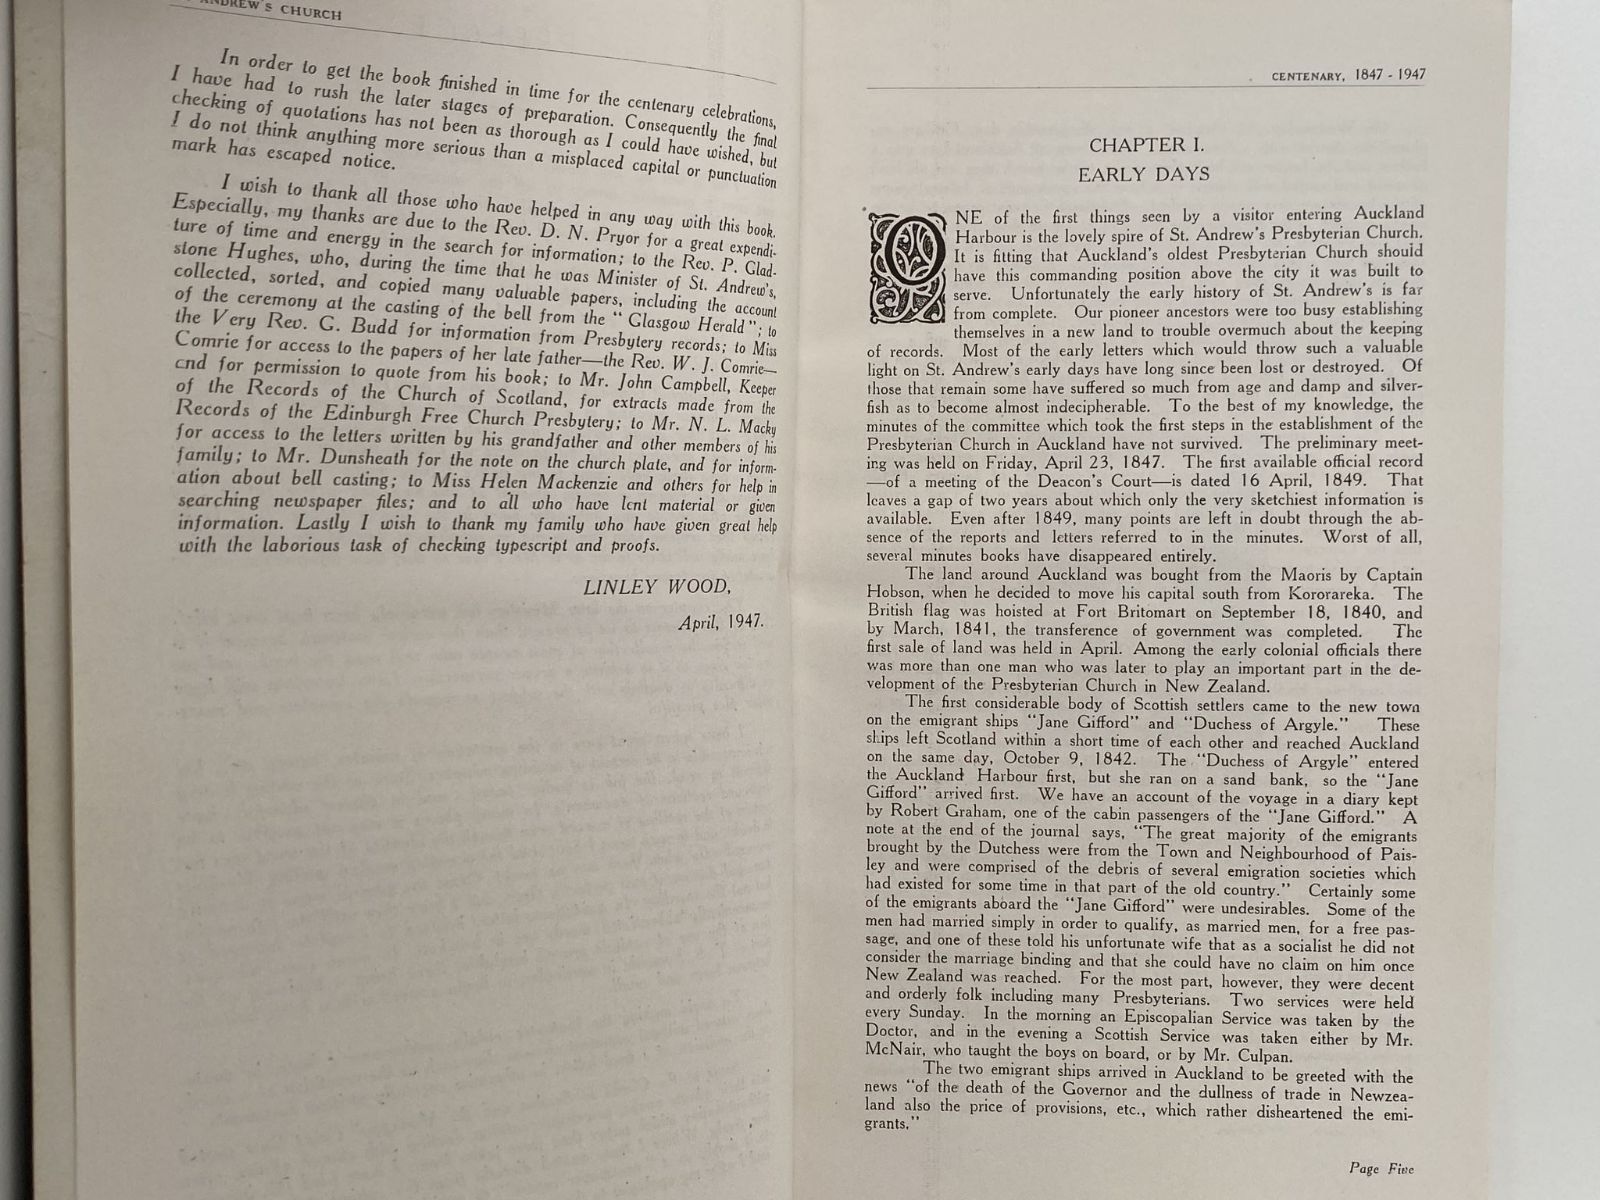 ANDREW'S CHURCH
In order to get the book finished in time for the centenary celebrations,
I have had to rush the later stages of preparation. Consequently the final
checking of quotations has not been as thorough as I could have wished, but
I do not think anything more serious than a misplaced capital or punctuation
mark has escaped notice.
I wish to thank all those who have helped in any way with this book.
Especially, my thanks are due to the Rev. D. N. Pryor for a great expendi-
ture of time and energy in the search for information; to the Rev. P. Glad-
stone Hughes, who, during the time that he was Minister of St. Andrew's,
collected, sorted, and copied many valuable papers, including the account
of the ceremony at the casting of the bell from the "Glasgow Herald"; to
the Very Rev. G. Budd for information from Presbytery records; to Miss
Comrie for access to the papers of her late father—the Rev. W. J. Comrie—
and for permission to quote from his book; to Mr. John Campbell, Keeper
of the Records of the Church of Scotland, for extracts made from the
Records of the Edinburgh Free Church Presbytery; to Mr. N. L. Macky
for access to the letters written by his grandfather and other members of his
family; to Mr. Dunsheath for the note on the church plate, and for inform-
ation about bell casting; to Miss Helen Mackenzie and others for help in
searching newspaper files; and to all who have lent material or given
information. Lastly I wish to thank my family who have given great help
with the laborious task of checking typescript and proofs.
LINLEY WOOD,
April, 1947.
CENTENARY, 1847 - 1947
CHAPTER I.
EARLY DAYS
ONE of the first things seen by a visitor entering Auckland
Harbour is the lovely spire of St. Andrew's Presbyterian Church.
It is fitting that Auckland's oldest Presbyterian Church should
have this commanding position above the city it was built to
serve. Unfortunately the early history of St. Andrew's is far
from complete. Our pioneer ancestors were too busy establishing
themselves in a new land to trouble overmuch about the keeping
of records. Most of the early letters which would throw such a valuable
light on St. Andrew's early days have long since been lost or destroyed. Of
those that remain some have suffered so much from age and damp and silver-
fish as to become almost indecipherable. To the best of my knowledge, the
minutes of the committee which took the first steps in the establishment of the
Presbyterian Church in Auckland have not survived. The preliminary meet-
ing was held on Friday, April 23, 1847. The first available official record
—of a meeting of the Deacon's Court—is dated 16 April, 1849. That
leaves a gap of two years about which only the very sketchiest information is
available. Even after 1849, many points are left in doubt through the ab-
sence of the reports and letters referred to in the minutes. Worst of all,
several minutes books have disappeared entirely.
The land around Auckland was bought from the Maoris by Captain
Hobson, when he decided to move his capital south from Kororareka. The
British flag was hoisted at Fort Britomart on September 18, 1840, and
by March, 1841, the transference of government was completed. The
first sale of land was held in April. Among the early colonial officials there
was more than one man who was later to play an important part in the de-
velopment of the Presbyterian Church in New Zealand.
The first considerable body of Scottish settlers came to the new town
on the emigrant ships "Jane Gifford" and "Duchess of Argyle." These
ships left Scotland within a short time of each other and reached Auckland
on the same day, October 9, 1842. The "Duchess of Argyle" entered
the Auckland Harbour first, but she ran on a sand bank, so the "Jane
Gifford" arrived first. We have an account of the voyage in a diary kept
by Robert Graham, one of the cabin passengers of the "Jane Gifford." A
note at the end of the journal says, "The great majority of the emigrants
brought by the Dutchess were from the Town and Neighbourhood of Pais-
ley and were comprised of the debris of several emigration societies which
had existed for some time in that part of the old country." Certainly some
of the emigrants aboard the "Jane Gifford" were undesirables. Some of the
men had married simply in order to qualify, as married men, for a free pas-
sage, and one of these told his unfortunate wife that as a socialist he did not
consider the marriage binding and that she could have no claim on him once
New Zealand was reached. For the most part, however, they were decent
and orderly folk including many Presbyterians. Two services were held
every Sunday. In the morning an Episcopalian Service was taken by the
Doctor, and in the evening a Scottish Service was taken either by Mr.
McNair, who taught the boys on board, or by Mr. Culpan.
The two emigrant ships arrived in Auckland to be greeted with the
news "of the death of the Governor and the dullness of trade in Newzea-
land also the price of provisions, etc., which rather disheartened the emi-
grants."
Page Five